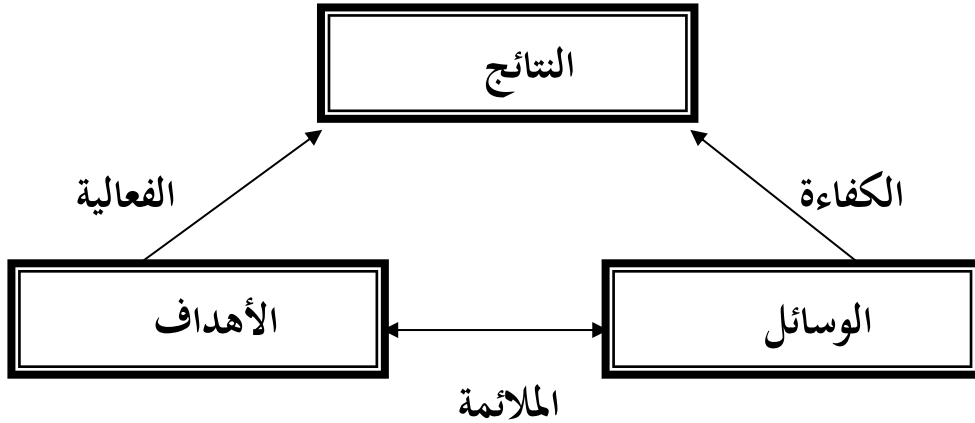 النتائج
الكفاءة
الفعالية
الوسائل
الأهداف
الملائمة